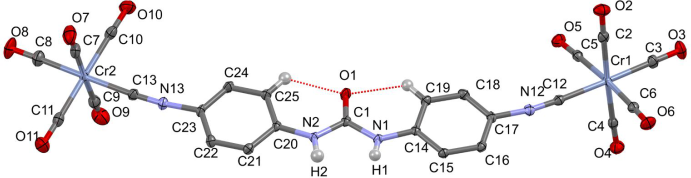 O10 O2
O7 O5 C2 O3
O8 C8 C10 O1 C5 C3
C7 C24 C19 C18 Cr1
Cr2 C13 N13 C25 N12 C12
C9 C1 C6
C11 O9 C23 N2 N1 C17 C4 O6
O11 C22 C20 C14 C16 O4
C21 H2 H1 C15